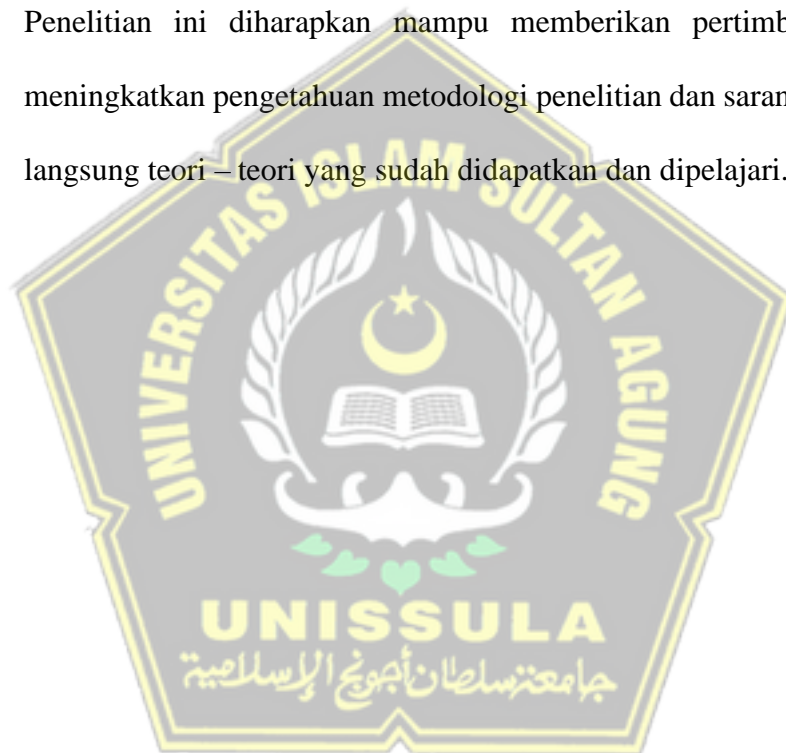 Penelitian ini diharapkan mampu memberikan pertimb
meningkatkan pengetahuan metodologi penelitian dan saran
langsung teori – teori yang sudah didapatkan dan dipelajari.
UNIVERSITAS ISLAM SULTAN AGUNG
UNISSULA
جامعة سلطان أجونج الإسلامية